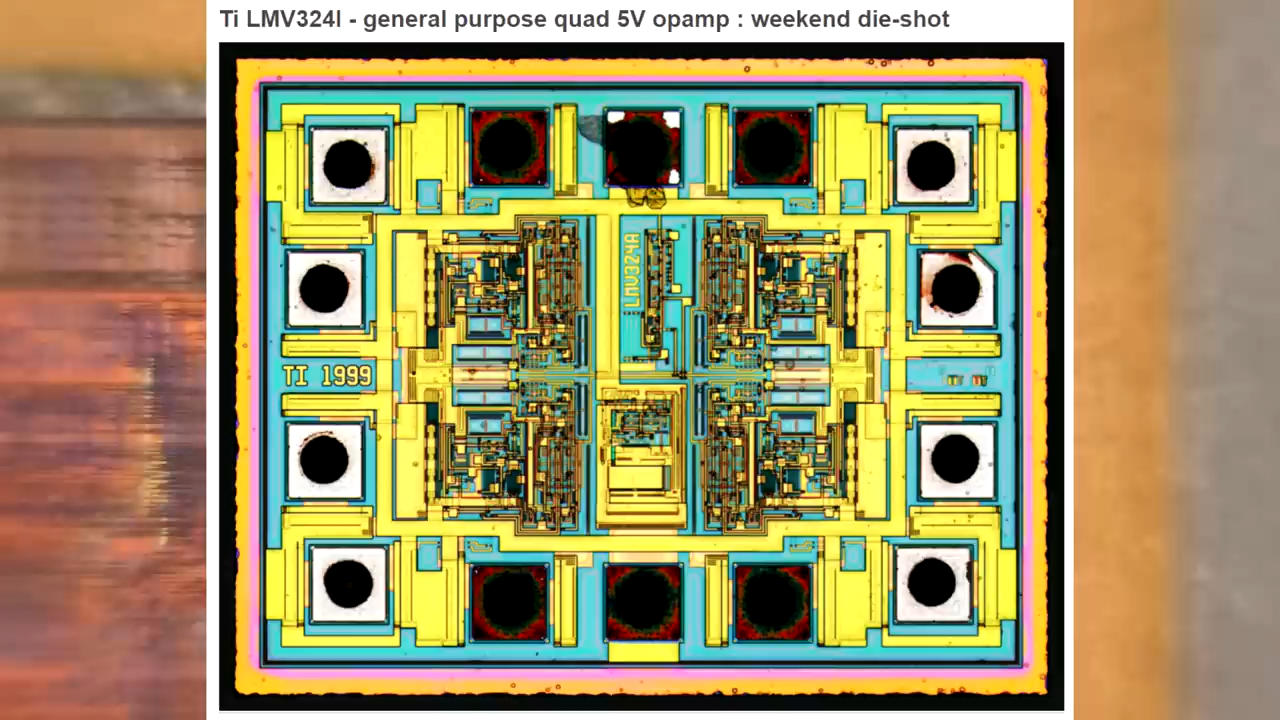 Ti LMV324I - general purpose quad 5V opamp : weekend die-shot
LMV324A
TI 1999